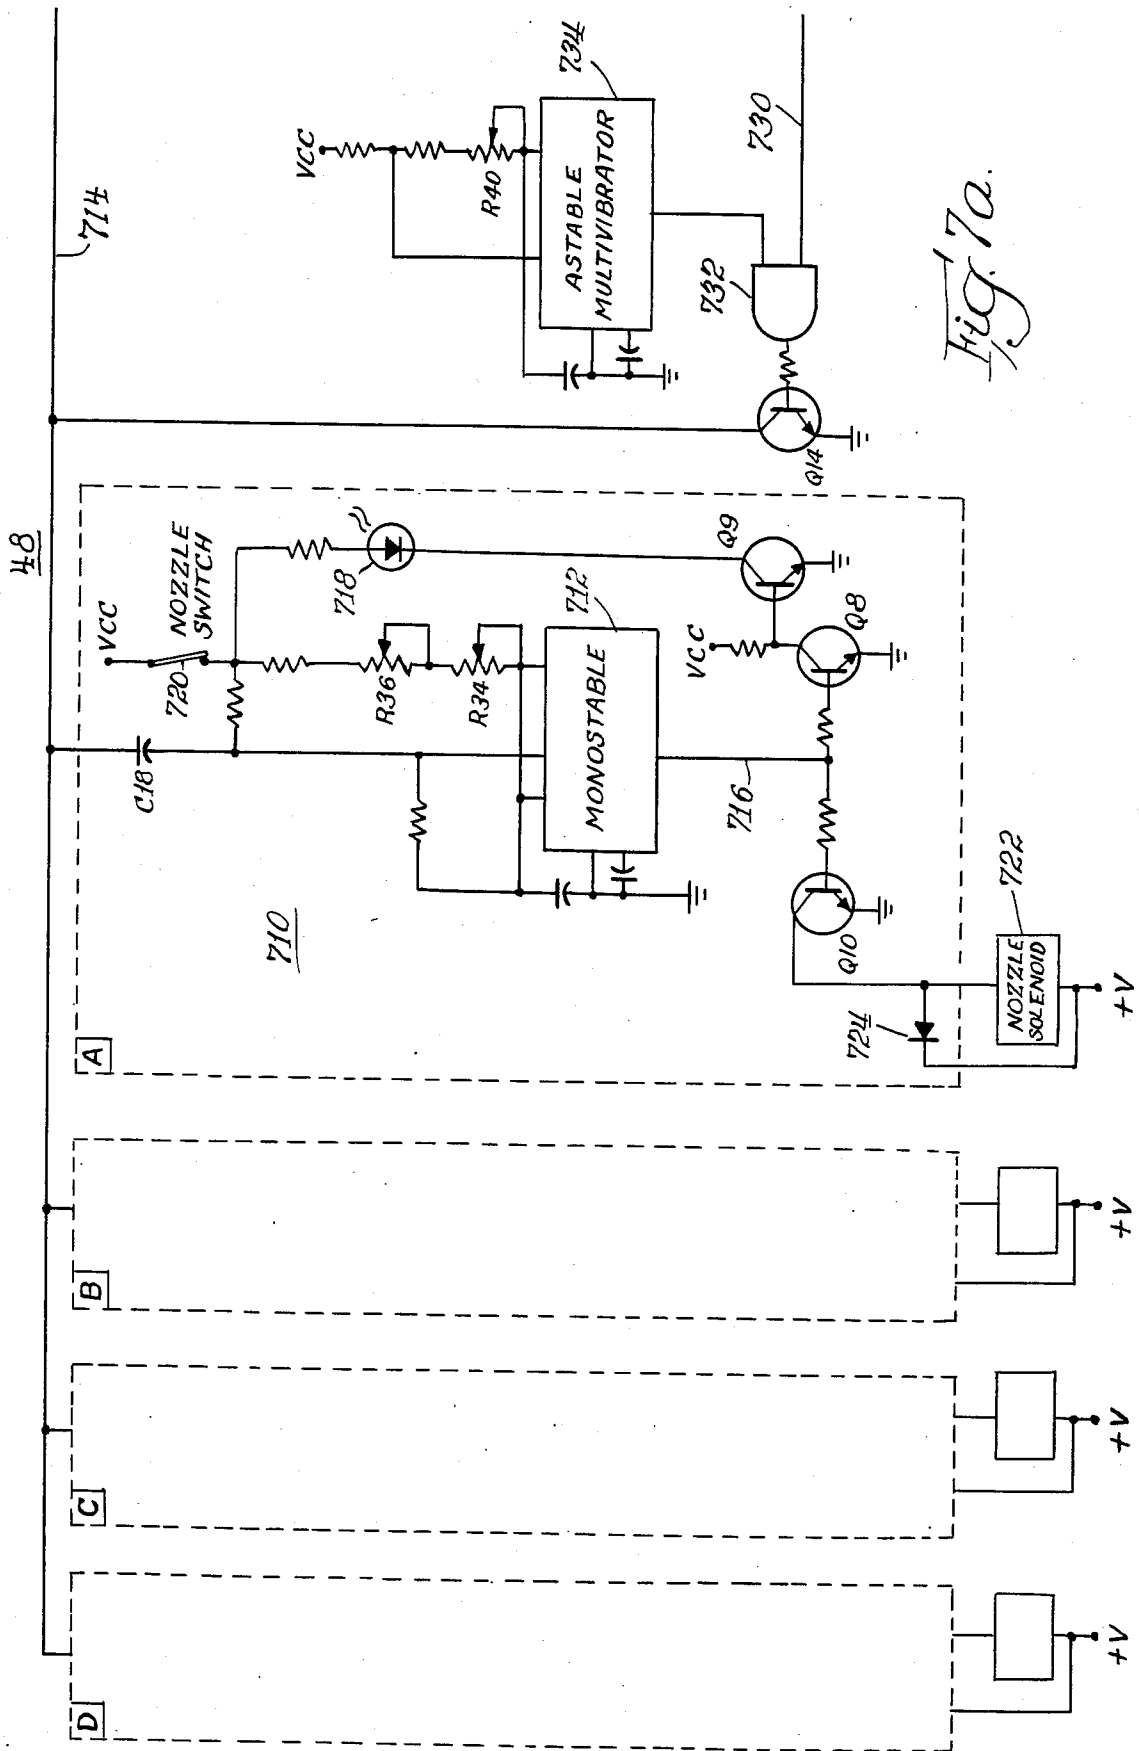 48
714
VCC
NOZZLE
SWITCH
720
C18
718
R36
R34
712
MONOSTABLE
710
716
VCC
Q9
Q8
Q10
724
722
NOZZLE
SOLENOID
+V
A
B
+V
C
+V
D
+V
VCC
R40
734
ASTABLE
MULTIVIBRATOR
732
730
Q14
Fig. 7a.